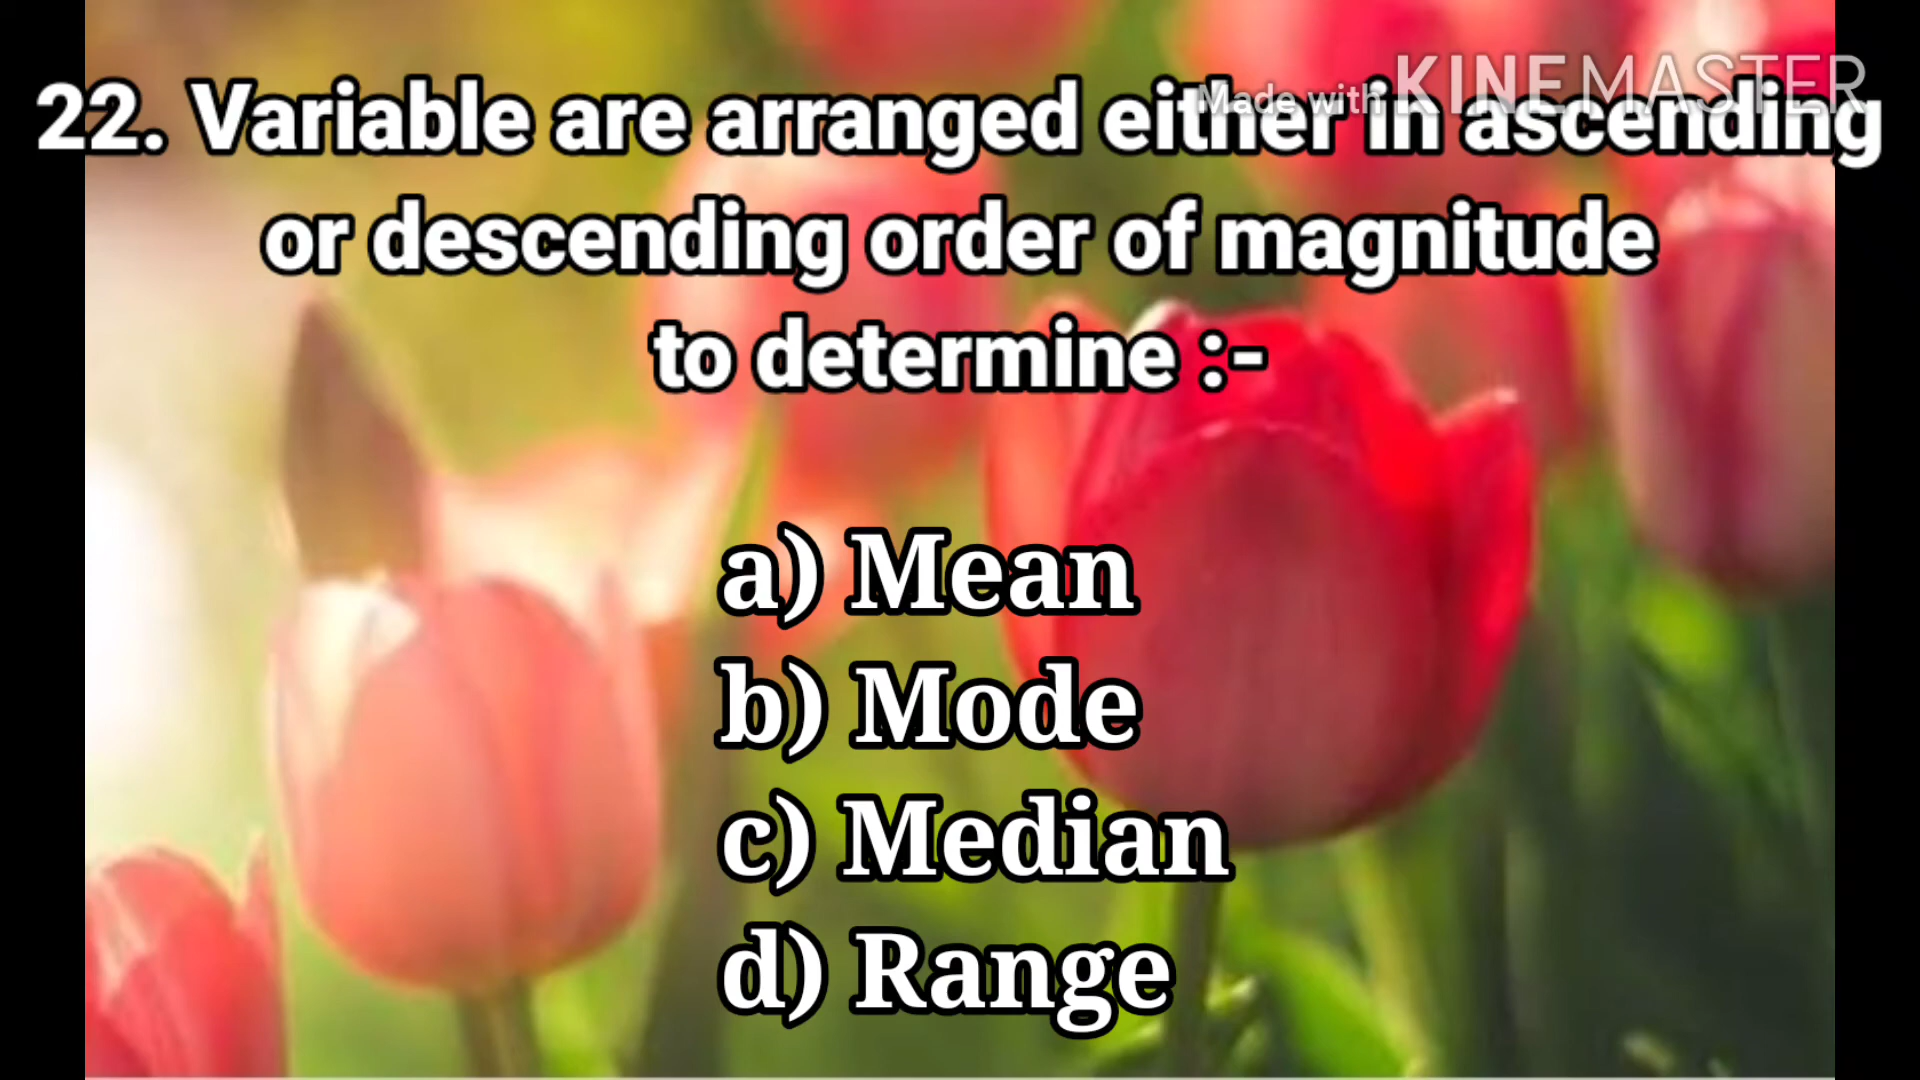 Made with KINEMASTER
22. Variable are arranged either in ascending
or descending order of magnitude
to determine :-
a) Mean
b) Mode
c) Median
d) Range